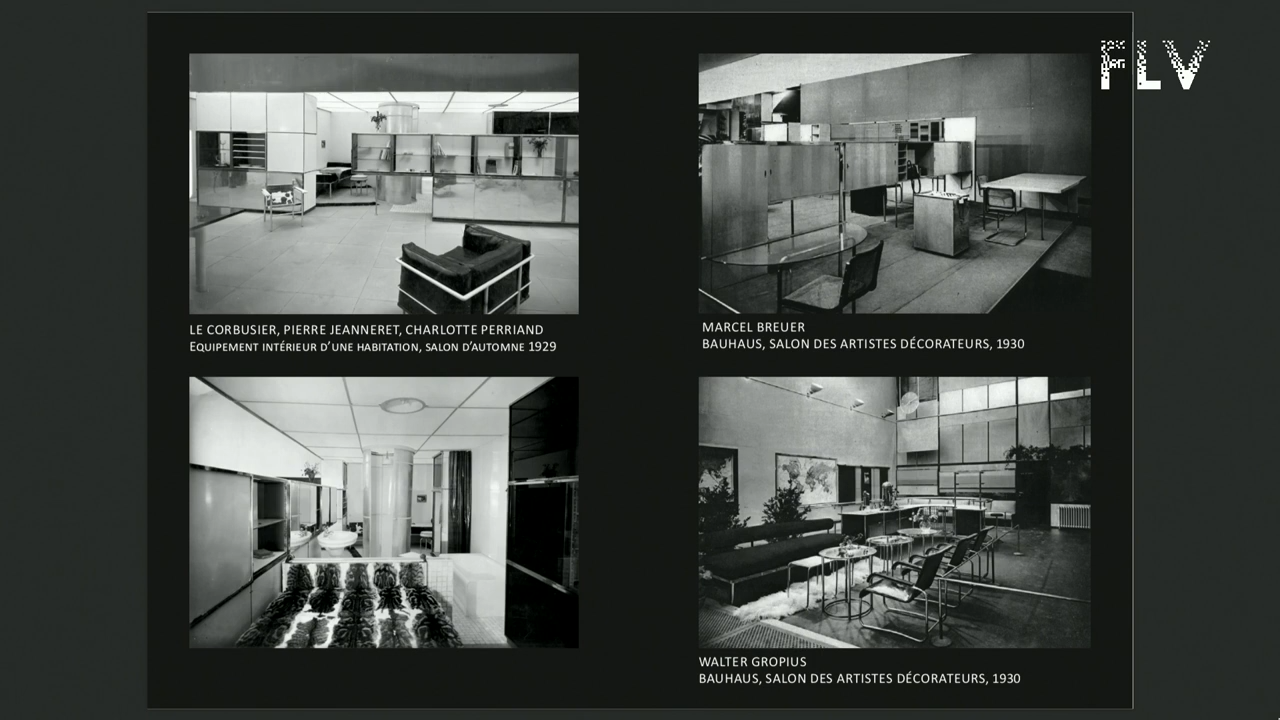 FLV
LE CORBUSIER, PIERRE JEANNERET, CHARLOTTE PERRIAND
EQUIPEMENT INTÉRIEUR D'UNE HABITATION, SALON D'AUTOMNE 1929
MARCEL BREUER
BAUHAUS, SALON DES ARTISTES DÉCORATEURS, 1930
WALTER GROPIUS
BAUHAUS, SALON DES ARTISTES DÉCORATEURS, 1930